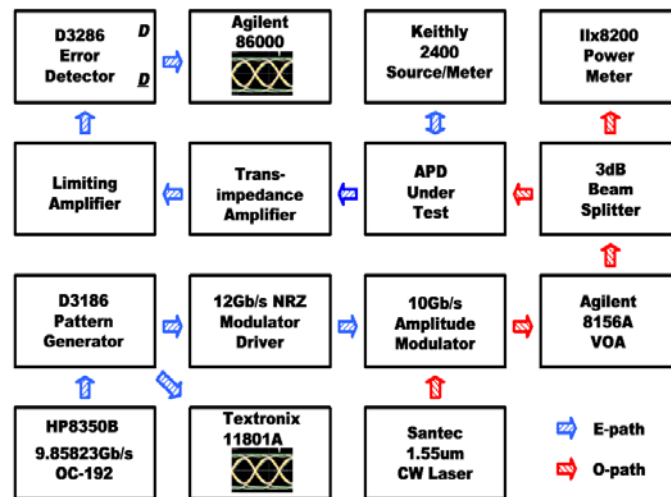 D3286
Error
Detector
D
D
Agilent
86000
Keithly
2400
Source/Meter
Ilx8200
Power
Meter
Limiting
Amplifier
Trans-
impedance
Amplifier
APD
Under
Test
3dB
Beam
Splitter
D3186
Pattern
Generator
12Gb/s NRZ
Modulator
Driver
10Gb/s
Amplitude
Modulator
Agilent
8156A
VOA
HP8350B
9.85823Gb/s
OC-192
Textronix
11801A
Santec
1.55um
CW Laser
E-path
O-path